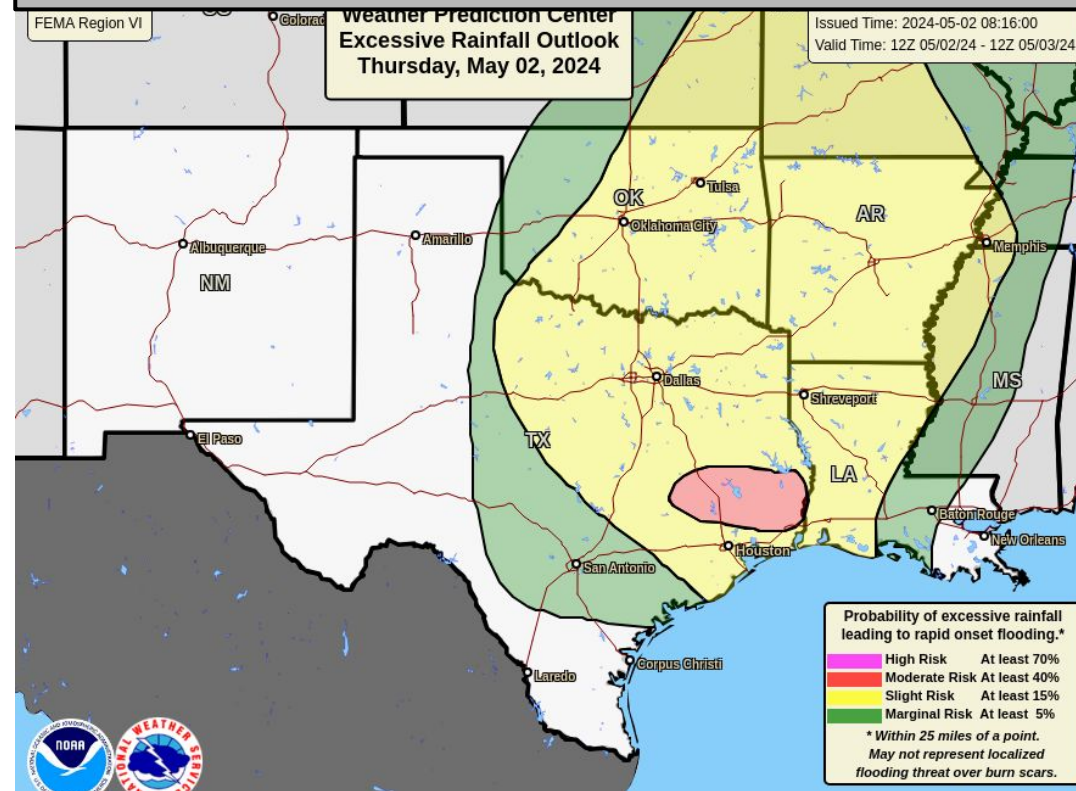 FEMA Region VI
Weather Prediction Center
Excessive Rainfall Outlook
Thursday, May 02, 2024
Issued Time: 2024-05-02 08:16:00
Valid Time: 12Z 05/02/24 - 12Z 05/03/24
Tulsa
OK
Oklahoma City
AR
Amarillo
Albuquerque
Memphis
NM
Dallas
MS
Shreveport
El Paso
TX
LA
Baton Rouge
New Orleans
Houston
San Antonio
Corpus Christi
Laredo
Probability of excessive rainfall
leading to rapid onset flooding.*
High Risk At least 70%
Moderate Risk At least 40%
Slight Risk At least 15%
Marginal Risk At least 5%
* Within 25 miles of a point.
May not represent localized
flooding threat over burn scars.
NOAA
NATIONAL WEATHER SERVICE